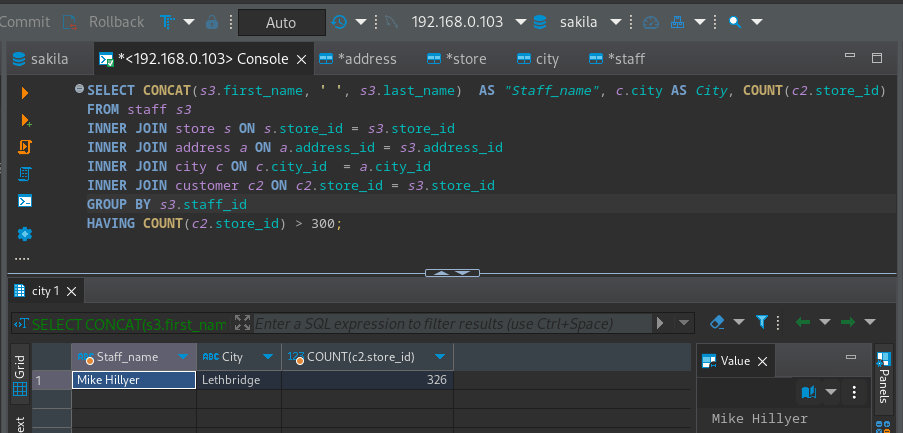 Commit Rollback Auto 192.168.0.103 sakila
sakila *<192.168.0.103> Console *address *store city *staff
SELECT CONCAT(s3.first_name, ' ', s3.last_name)  AS "Staff_name", c.city AS City, COUNT(c2.store_id)
FROM staff s3
INNER JOIN store s ON s.store_id = s3.store_id
INNER JOIN address a ON a.address_id = s3.address_id
INNER JOIN city c ON c.city_id  = a.city_id
INNER JOIN customer c2 ON c2.store_id = s3.store_id
GROUP BY s3.staff_id
HAVING COUNT(c2.store_id) > 300;
city 1
SELECT CONCAT(s3.first_nam Enter a SQL expression to filter results (use Ctrl+Space)
Grid
Staff_name City COUNT(c2.store_id)
1 Mike Hillyer Lethbridge 326
Value
Panels
Mike Hillyer